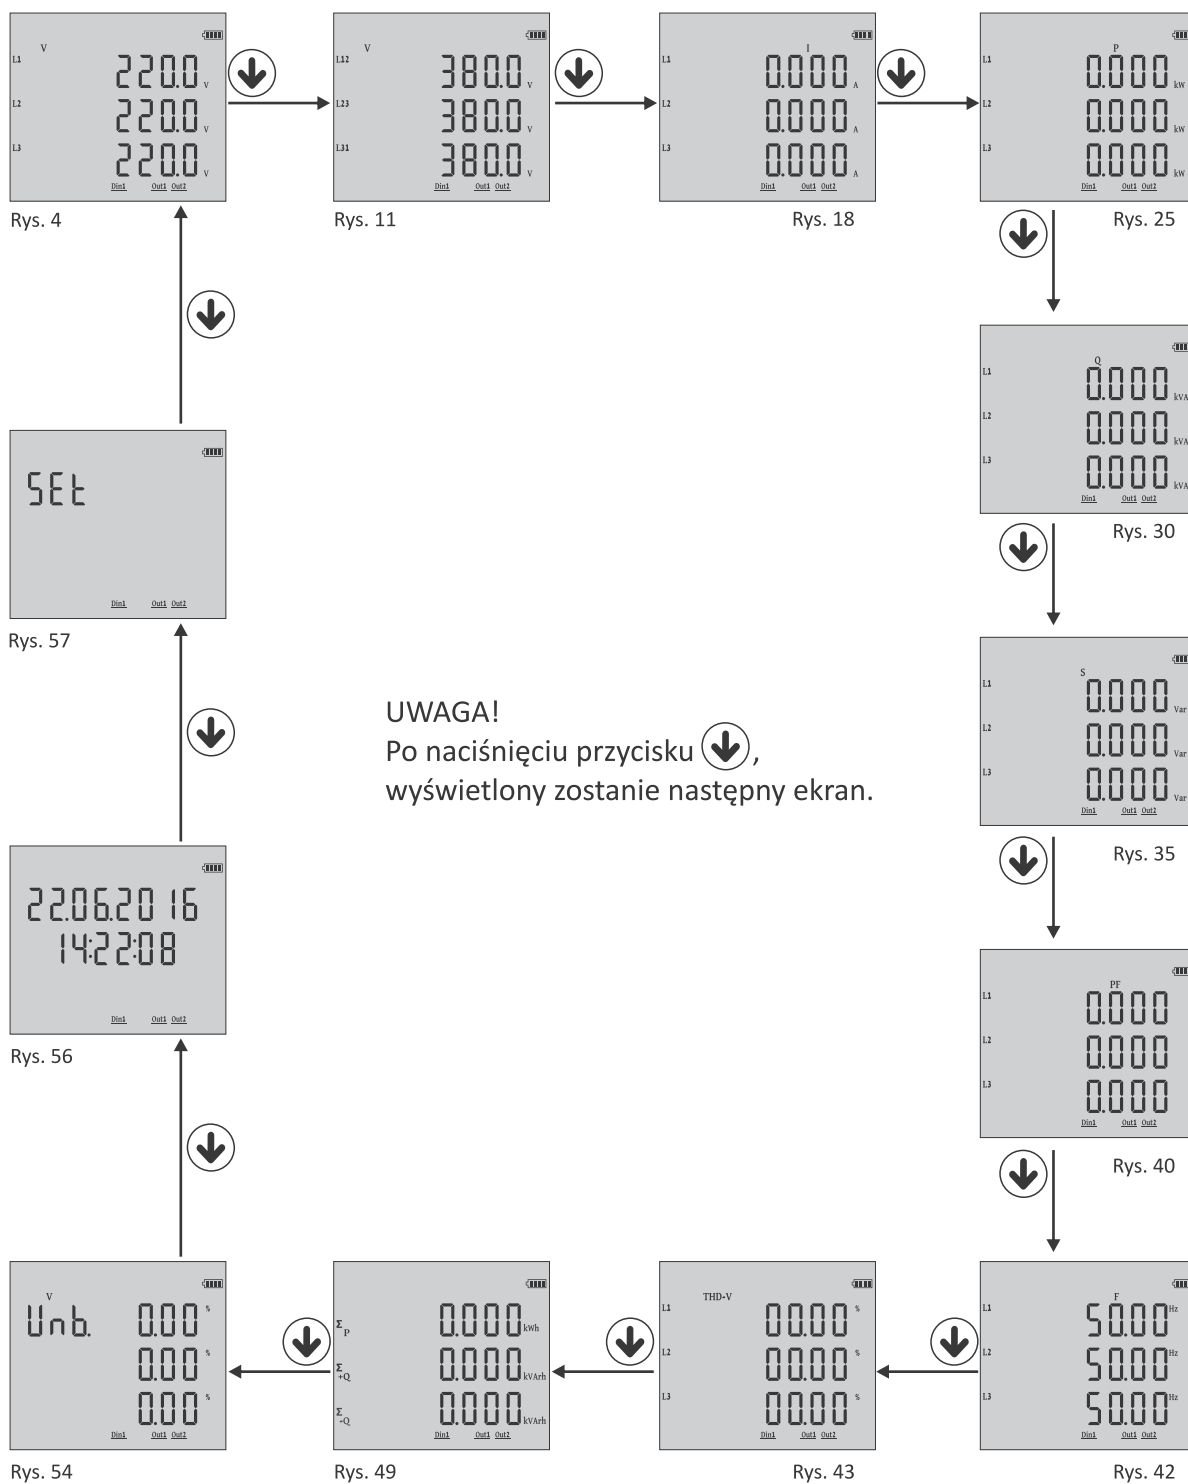 V
L1 220.0 V
L2 220.0 V
L3 220.0 V
Din1 Out1 Out2
Rys. 4
V
L12 380.0 V
L23 380.0 V
L31 380.0 V
Din1 Out1 Out2
Rys. 11
I
L1 0.000 A
L2 0.000 A
L3 0.000 A
Din1 Out1 Out2
Rys. 18
P
L1 0.000 kW
L2 0.000 kW
L3 0.000 kW
Din1 Out1 Out2
Rys. 25
Q
L1 0.000 kVA
L2 0.000 kVA
L3 0.000 kVA
Din1 Out1 Out2
Rys. 30
S
L1 0.000 Var
L2 0.000 Var
L3 0.000 Var
Din1 Out1 Out2
Rys. 35
PF
L1 0.000
L2 0.000
L3 0.000
Din1 Out1 Out2
Rys. 40
F
L1 50.00 Hz
L2 50.00 Hz
L3 50.00 Hz
Din1 Out1 Out2
Rys. 42
THD-V
L1 00.00 %
L2 00.00 %
L3 00.00 %
Din1 Out1 Out2
Rys. 43
Σ P 0.000 kWh
Σ +Q 0.000 kVArh
Σ -Q 0.000 kVArh
Din1 Out1 Out2
Rys. 49
V
Unb. 0.00 %
0.00 %
0.00 %
Din1 Out1 Out2
Rys. 54
22.06.2016
14:22:08
Din1 Out1 Out2
Rys. 56
SEt
Din1 Out1 Out2
Rys. 57
UWAGA!
Po naciśnięciu przycisku ,
wyświetlony zostanie następny ekran.